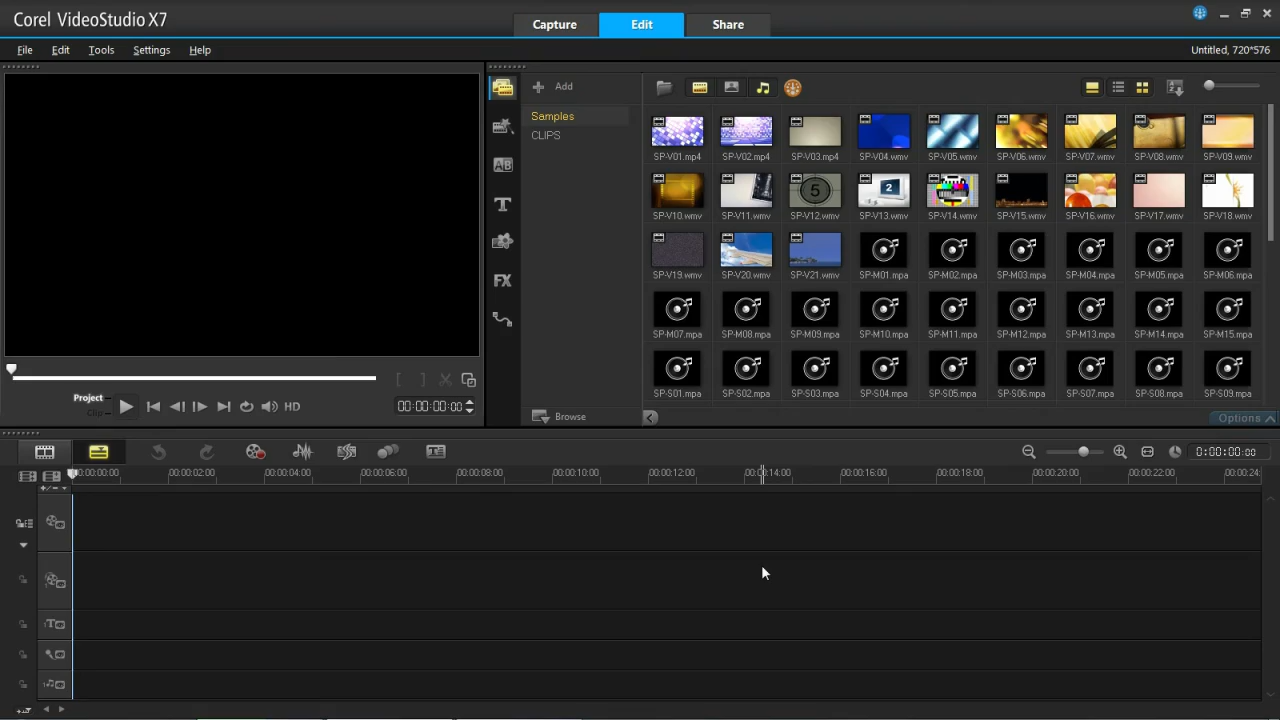 Corel VideoStudio X7
Capture
Edit
Share
File
Edit
Tools
Settings
Help
Untitled, 720*576
Add
Samples
CLIPS
SP-V01.mp4
SP-V02.mp4
SP-V03.mp4
SP-V04.wmv
SP-V05.wmv
SP-V06.wmv
SP-V07.wmv
SP-V08.wmv
SP-V09.wmv
SP-V10.wmv
SP-V11.wmv
SP-V12.wmv
SP-V13.wmv
SP-V14.wmv
SP-V15.wmv
SP-V16.wmv
SP-V17.wmv
SP-V18.wmv
SP-V19.wmv
SP-V20.wmv
SP-V21.wmv
SP-M01.mpa
SP-M02.mpa
SP-M03.mpa
SP-M04.mpa
SP-M05.mpa
SP-M06.mpa
SP-M07.mpa
SP-M08.mpa
SP-M09.mpa
SP-M10.mpa
SP-M11.mpa
SP-M12.mpa
SP-M13.mpa
SP-M14.mpa
SP-M15.mpa
SP-S01.mpa
SP-S02.mpa
SP-S03.mpa
SP-S04.mpa
SP-S05.mpa
SP-S06.mpa
SP-S07.mpa
SP-S08.mpa
SP-S09.mpa
5
2
AB
T
FX
Browse
Options
Project
Clip
HD
00:00:00:00
0:00:00:00
00:00:00:00
00:00:02:00
00:00:04:00
00:00:06:00
00:00:08:00
00:00:10:00
00:00:12:00
00:00:14:00
00:00:16:00
00:00:18:00
00:00:20:00
00:00:22:00
00:00:24: